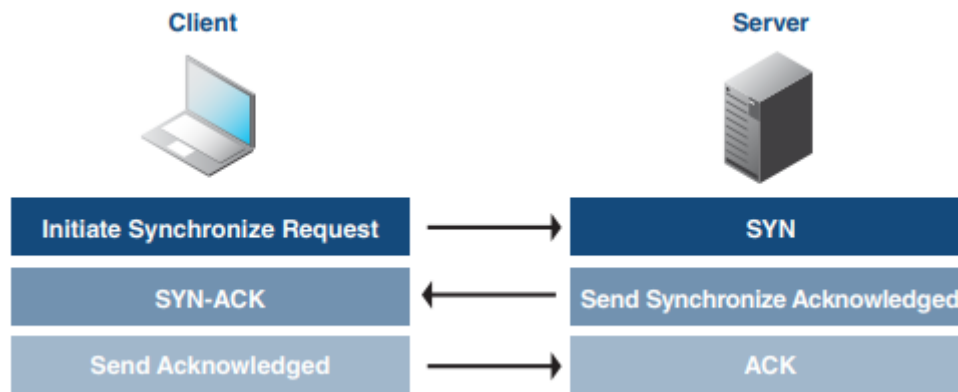 Client
Server
Initiate Synchronize Request
SYN
SYN-ACK
Send Synchronize Acknowledged
Send Acknowledged
ACK